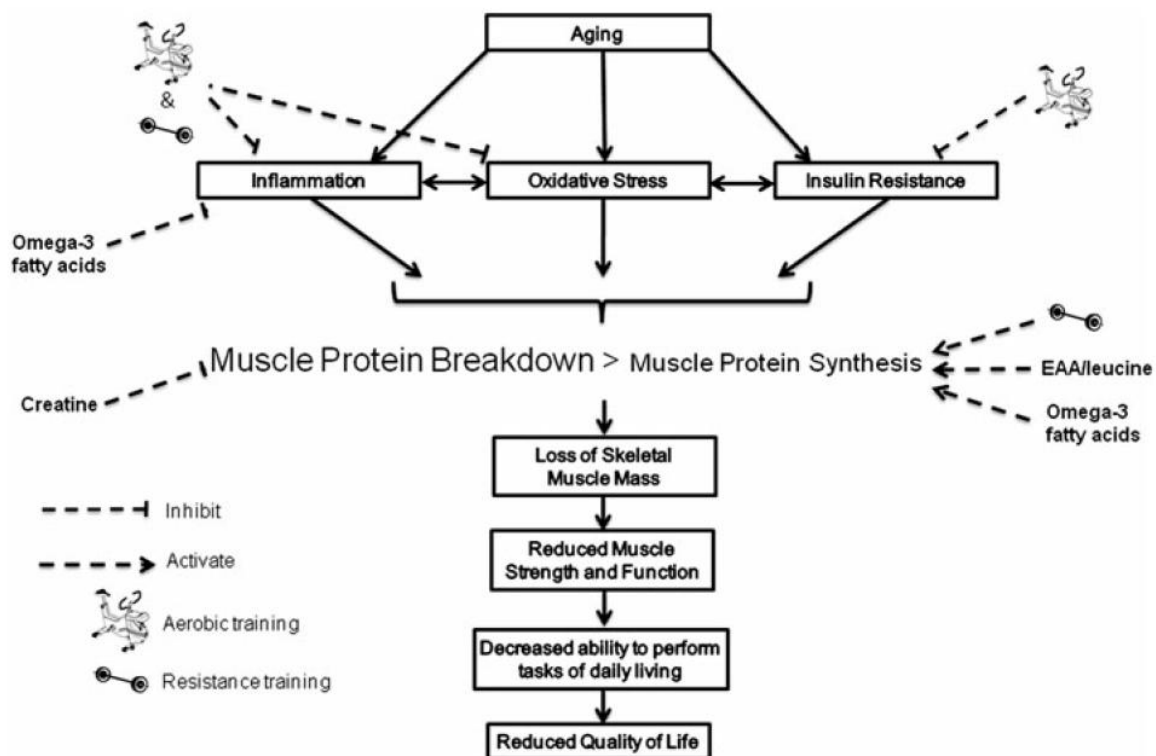 Aging
&
Inflammation
Oxidative Stress
Insulin Resistance
Omega-3
fatty acids
Muscle Protein Breakdown > Muscle Protein Synthesis
EAA/leucine
Creatine
Omega-3
fatty acids
Loss of Skeletal
Muscle Mass
Inhibit
Reduced Muscle
Strength and Function
Activate
Aerobic training
Decreased ability to perform
tasks of daily living
Resistance training
Reduced Quality of Life